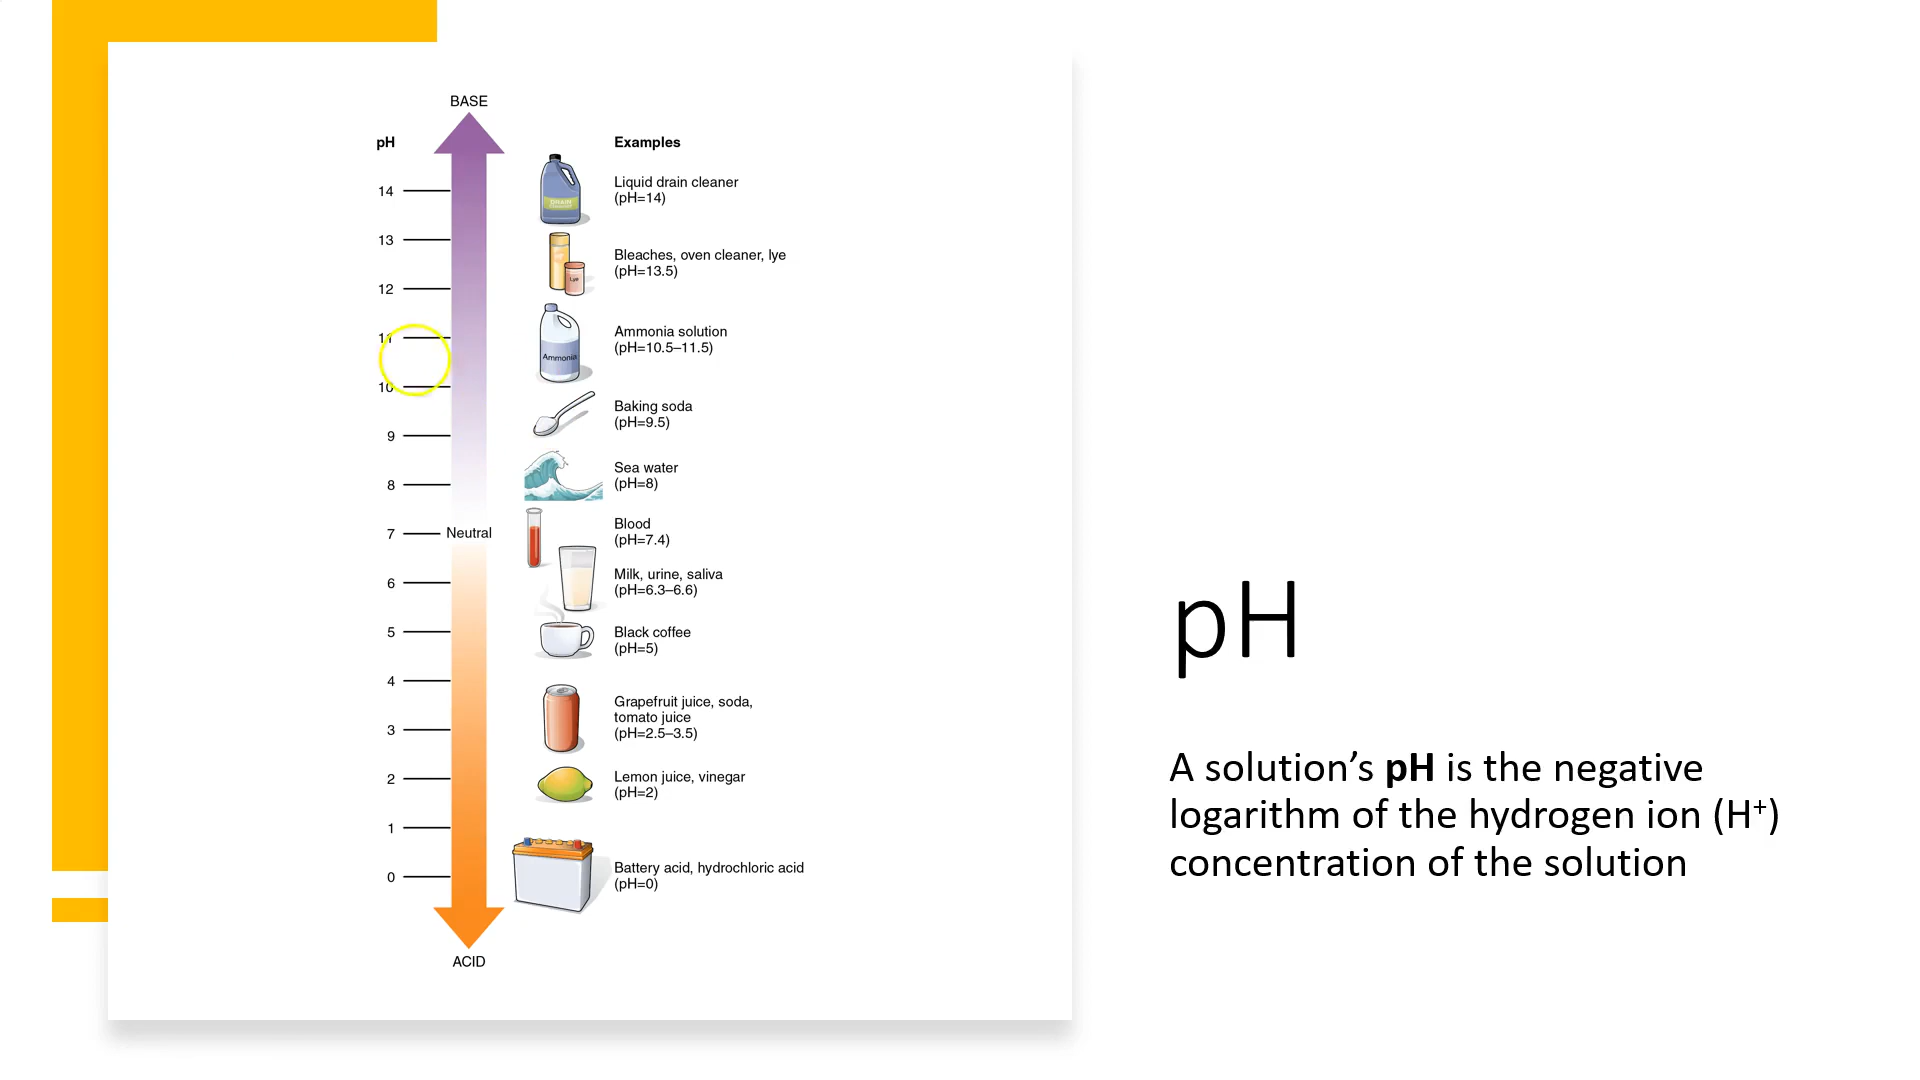 BASE
pH
Examples
14
Liquid drain cleaner
(pH=14)
DRAIN
13
Bleaches, oven cleaner, lye
(pH=13.5)
Lye
12
11
Ammonia solution
(pH=10.5–11.5)
Ammonia
10
Baking soda
(pH=9.5)
9
Sea water
(pH=8)
8
Blood
(pH=7.4)
7
Neutral
Milk, urine, saliva
(pH=6.3–6.6)
6
Black coffee
(pH=5)
5
4
Grapefruit juice, soda,
tomato juice
(pH=2.5–3.5)
3
Lemon juice, vinegar
(pH=2)
2
1
Battery acid, hydrochloric acid
(pH=0)
0
ACID
pH
A solution’s pH is the negative
logarithm of the hydrogen ion (H⁺)
concentration of the solution